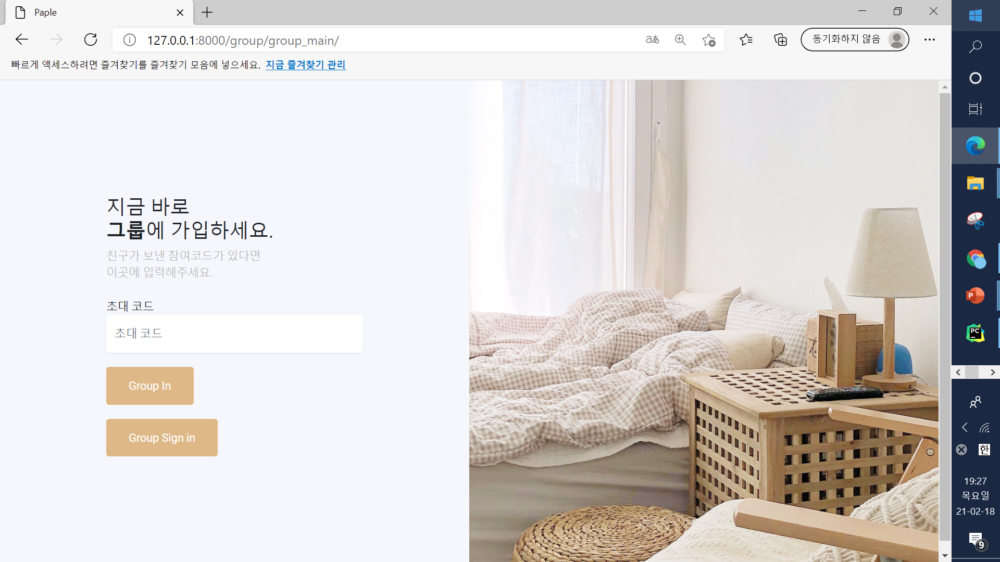 Paple
127.0.0.1:8000/group/group_main/
aあ
동기화하지 않음
빠르게 액세스하려면 즐겨찾기를 즐겨찾기 모음에 넣으세요. 지금 즐겨찾기 관리
지금 바로
그룹에 가입하세요.
친구가 보낸 참여코드가 있다면
이곳에 입력해주세요.
초대 코드
초대 코드
Group In
Group Sign in
P
PC
한
19:27
목요일
21-02-18
9